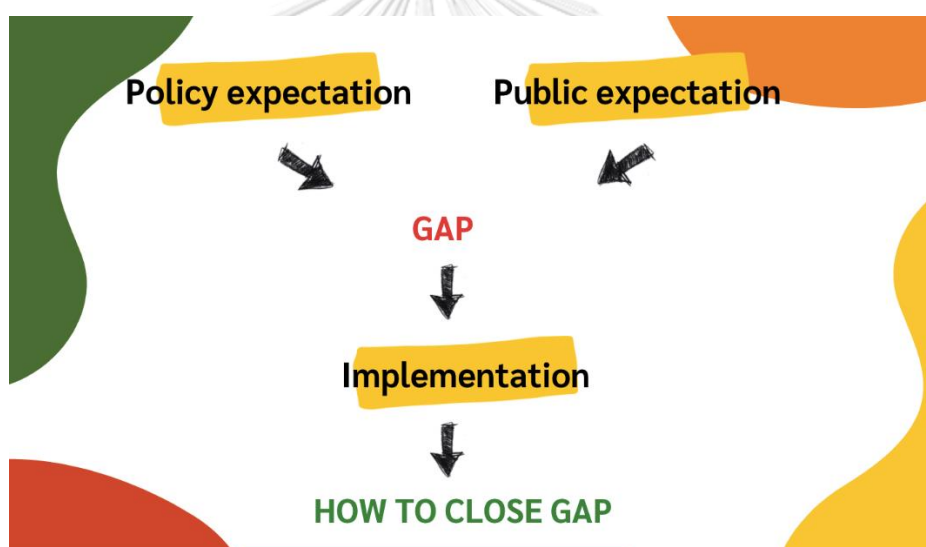 Policy expectation
Public expectation
GAP
Implementation
HOW TO CLOSE GAP